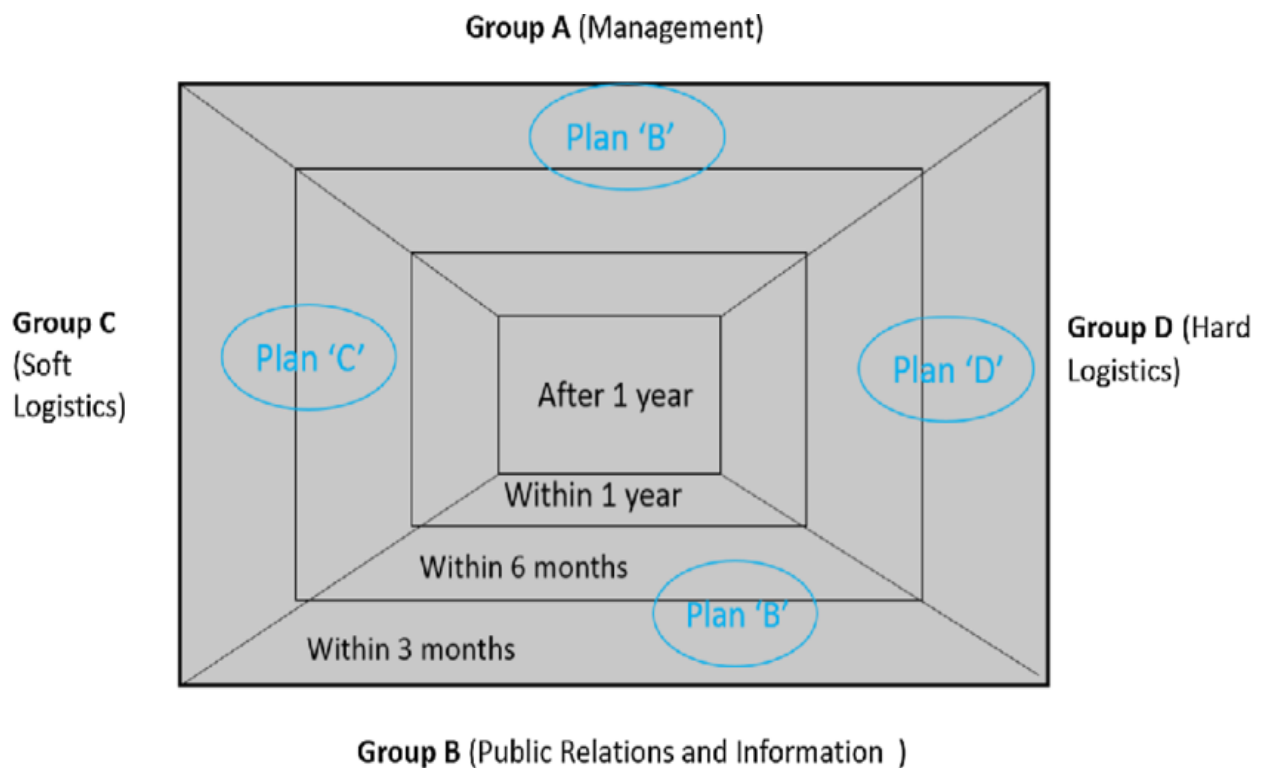 Group A (Management)
Plan ‘B’
Group C
(Soft
Logistics)
Plan ‘C’
Plan ‘D’
Group D (Hard
Logistics)
After 1 year
Within 1 year
Within 6 months
Plan ‘B’
Within 3 months
Group B (Public Relations and Information )